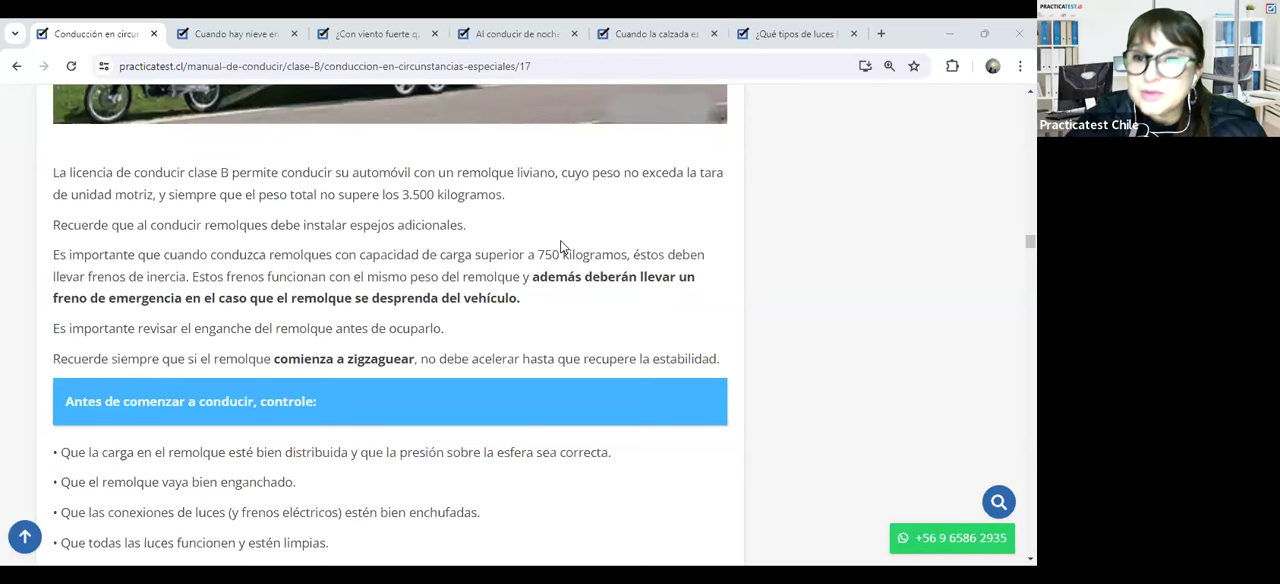 Conducción en circur
Cuando hay nieve en
¿Con viento fuerte q
Al conducir de noche
Cuando la calzada es
¿Qué tipos de luces l
practicatest.cl/manual-de-conducir/clase-B/conduccion-en-circunstancias-especiales/17
PRACTICATEST.cl
Practicatest Chile
La licencia de conducir clase B permite conducir su automóvil con un remolque liviano, cuyo peso no exceda la tara
de unidad motriz, y siempre que el peso total no supere los 3.500 kilogramos.
Recuerde que al conducir remolques debe instalar espejos adicionales.
Es importante que cuando conduzca remolques con capacidad de carga superior a 750 kilogramos, éstos deben
llevar frenos de inercia. Estos frenos funcionan con el mismo peso del remolque y además deberán llevar un
freno de emergencia en el caso que el remolque se desprenda del vehículo.
Es importante revisar el enganche del remolque antes de ocuparlo.
Recuerde siempre que si el remolque comienza a zigzaguear, no debe acelerar hasta que recupere la estabilidad.
Antes de comenzar a conducir, controle:
• Que la carga en el remolque esté bien distribuida y que la presión sobre la esfera sea correcta.
• Que el remolque vaya bien enganchado.
• Que las conexiones de luces (y frenos eléctricos) estén bien enchufadas.
• Que todas las luces funcionen y estén limpias.
+56 9 6586 2935